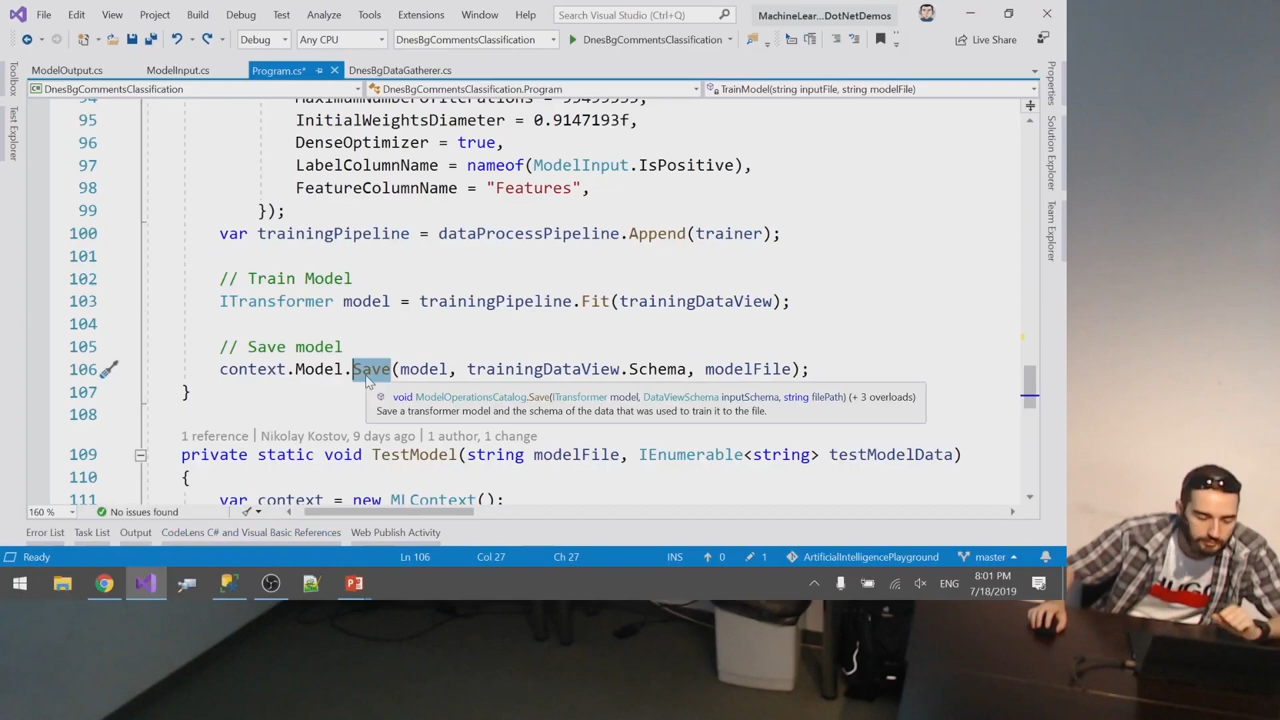 File Edit View Project Build Debug Test Analyze Tools Extensions Window Help Search Visual Studio (Ctrl+Q) MachineLear...DotNetDemos
Debug Any CPU DnesBgCommentsClassification DnesBgCommentsClassification Live Share
ModelOutput.cs ModelInput.cs Program.cs* DnesBgDataGatherer.cs
DnesBgCommentsClassification DnesBgCommentsClassification.Program TrainModel(string inputFile, string modelFile)
Toolbox
Test Explorer
Properties
Solution Explorer
Team Explorer
95 InitialWeightsDiameter = 0.9147193f,
96 DenseOptimizer = true,
97 LabelColumnName = nameof(ModelInput.IsPositive),
98 FeatureColumnName = "Features",
99 });
100 var trainingPipeline = dataProcessPipeline.Append(trainer);
101
102 // Train Model
103 ITransformer model = trainingPipeline.Fit(trainingDataView);
104
105 // Save model
106 context.Model.Save(model, trainingDataView.Schema, modelFile);
107 }
void ModelOperationsCatalog.Save(ITransformer model, DataViewSchema inputSchema, string filePath) (+ 3 overloads)
Save a transformer model and the schema of the data that was used to train it to the file.
108
1 reference | Nikolay Kostov, 9 days ago | 1 author, 1 change
109 private static void TestModel(string modelFile, IEnumerable<string> testModelData)
110 {
111 var context = new MLContext();
160 % No issues found
Error List Task List Output CodeLens C# and Visual Basic References Web Publish Activity
Ready Ln 106 Col 27 Ch 27 INS 0 1 ArtificialIntelligencePlayground master
ENG 8:01 PM
7/18/2019